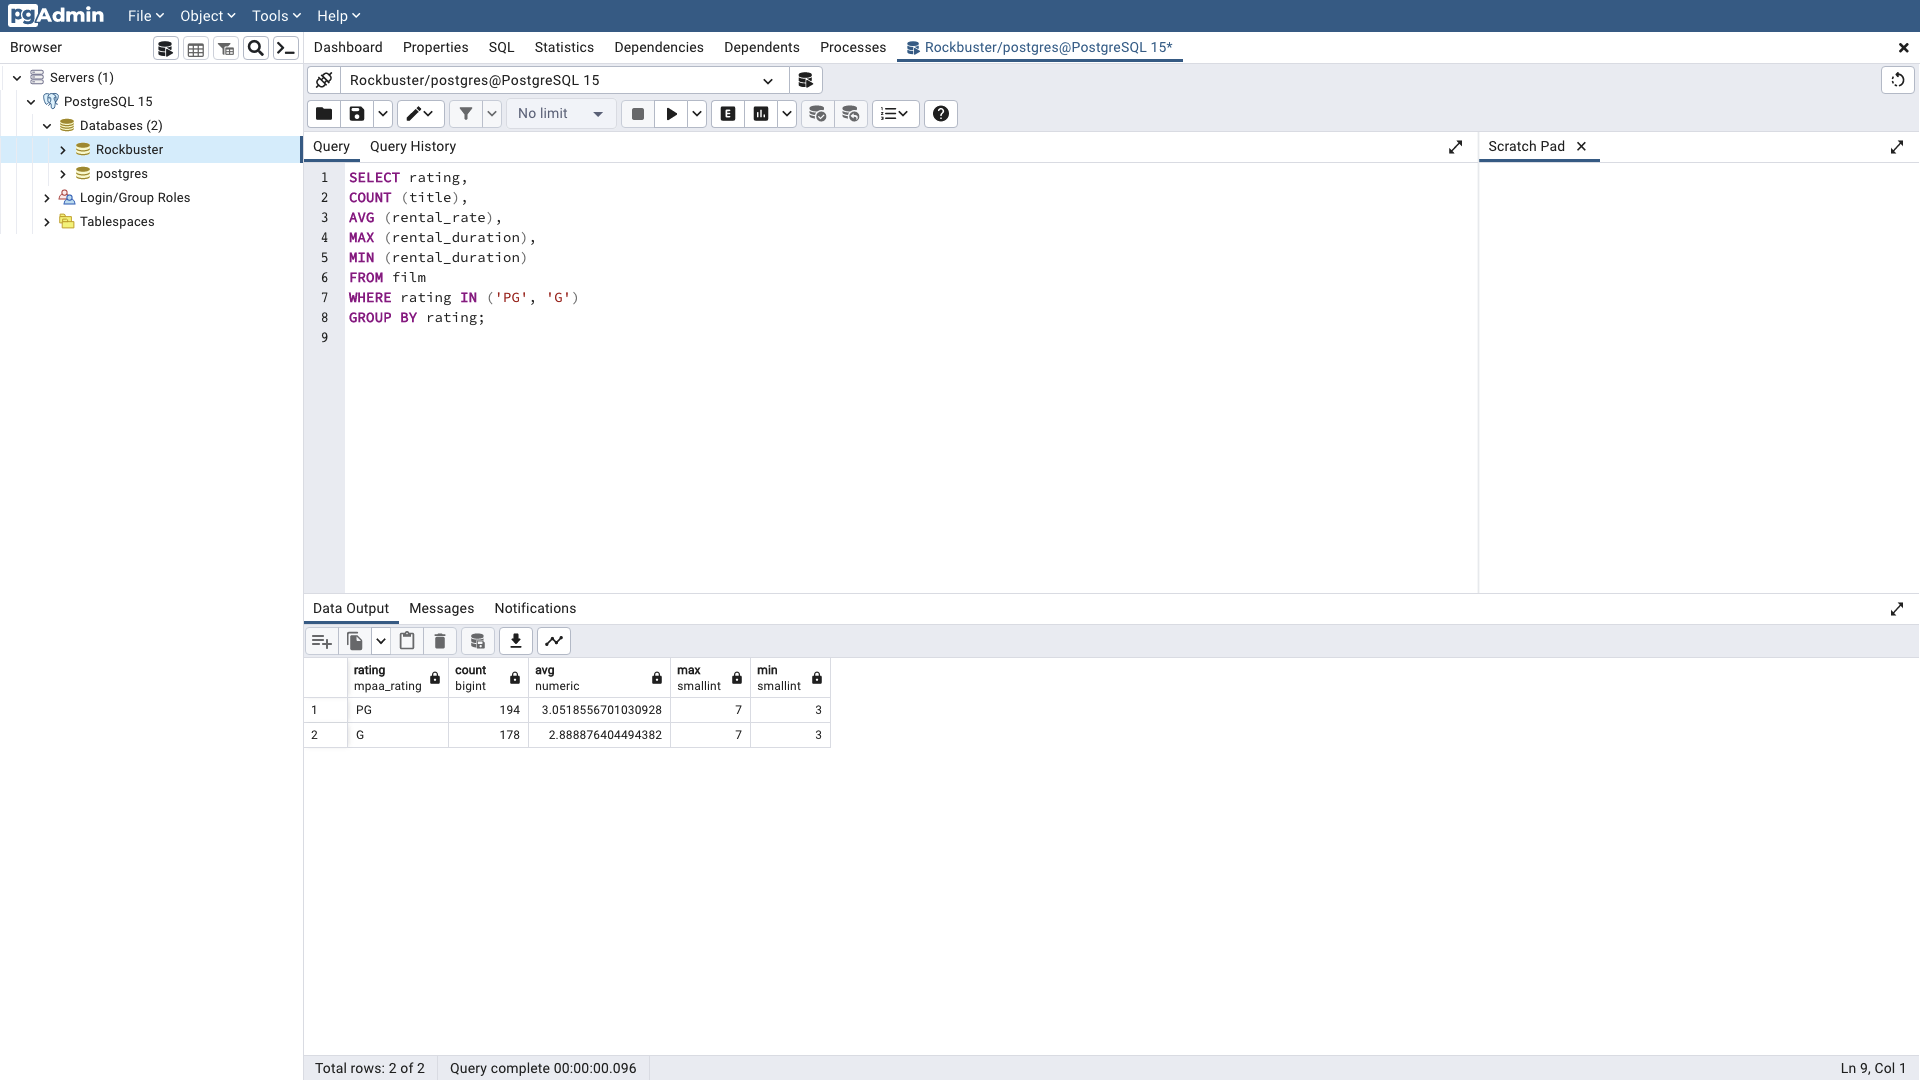 pgAdmin File Object Tools Help
Browser
Dashboard Properties SQL Statistics Dependencies Dependents Processes Rockbuster/postgres@PostgreSQL 15*
Servers (1)
PostgreSQL 15
Databases (2)
Rockbuster
postgres
Login/Group Roles
Tablespaces
Rockbuster/postgres@PostgreSQL 15
No limit
E
Query Query History
Scratch Pad
1 SELECT rating,
2 COUNT (title),
3 AVG (rental_rate),
4 MAX (rental_duration),
5 MIN (rental_duration)
6 FROM film
7 WHERE rating IN ('PG', 'G')
8 GROUP BY rating;
9
Data Output Messages Notifications
rating count avg max min
mpaa_rating bigint numeric smallint smallint
1 PG 194 3.0518556701030928 7 3
2 G 178 2.888876404494382 7 3
Total rows: 2 of 2 Query complete 00:00:00.096 Ln 9, Col 1